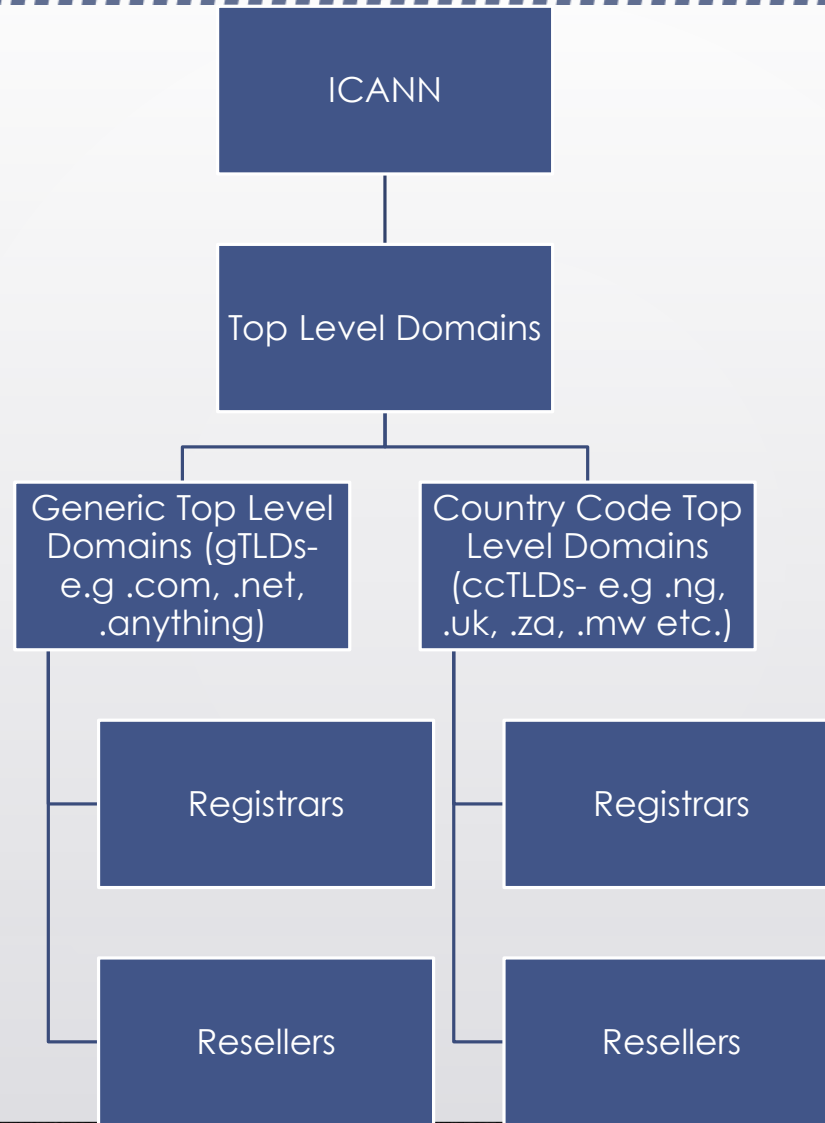 ICANN
Top Level Domains
Generic Top Level
Domains (gTLDs-
e.g .com, .net,
.anything)
Country Code Top
Level Domains
(ccTLDs- e.g .ng,
.uk, .za, .mw etc.)
Registrars
Registrars
Resellers
Resellers